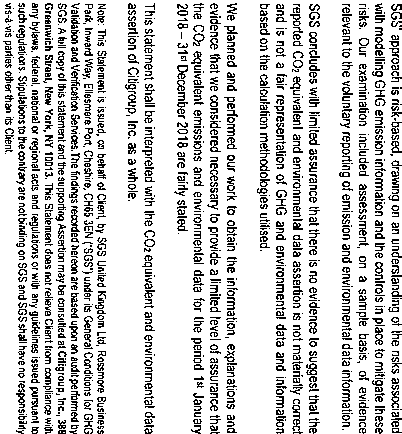 SGS' approach is risk-based, drawing on an understanding of the risks associated
with modelling GHG emission information and the controls in place to mitigate these
risks. Our examination included assessment, on a sample basis, of evidence
relevant to the voluntary reporting of emission and environmental data information.
SGS concludes with limited assurance that there is no evidence to suggest that the
reported CO2 equivalent and environmental data assertion is not materially correct
and is not a fair representation of GHG and environmental data and information
based on the calculation methodologies utilised.
We planned and performed our work to obtain the information, explanations and
evidence that we considered necessary to provide a limited level of assurance that
the CO2 equivalent emissions and environmental data for the period 1st January
2018 – 31st December 2018 are fairly stated.
This statement shall be interpreted with the CO2 equivalent and environmental data
assertion of Citigroup, Inc. as a whole.
Note: This Statement is issued, on behalf of Client, by SGS United Kingdom Ltd, Rossmore Business
Park, Inward Way, Ellesmere Port, Cheshire, CH65 3EN ("SGS") under its General Conditions for GHG
Validation and Verification Services. The findings recorded hereon are based upon an audit performed by
SGS. A full copy of this statement and the supporting Assertion may be consulted at Citigroup, Inc., 388
Greenwich Street, New York, NY 10013. This Statement does not relieve Client from compliance with
any bylaws, federal, national or regional acts and regulations or with any guidelines issued pursuant to
such regulations. Stipulations to the contrary are not binding on SGS and SGS shall have no responsibility
vis-à-vis parties other than its Client.